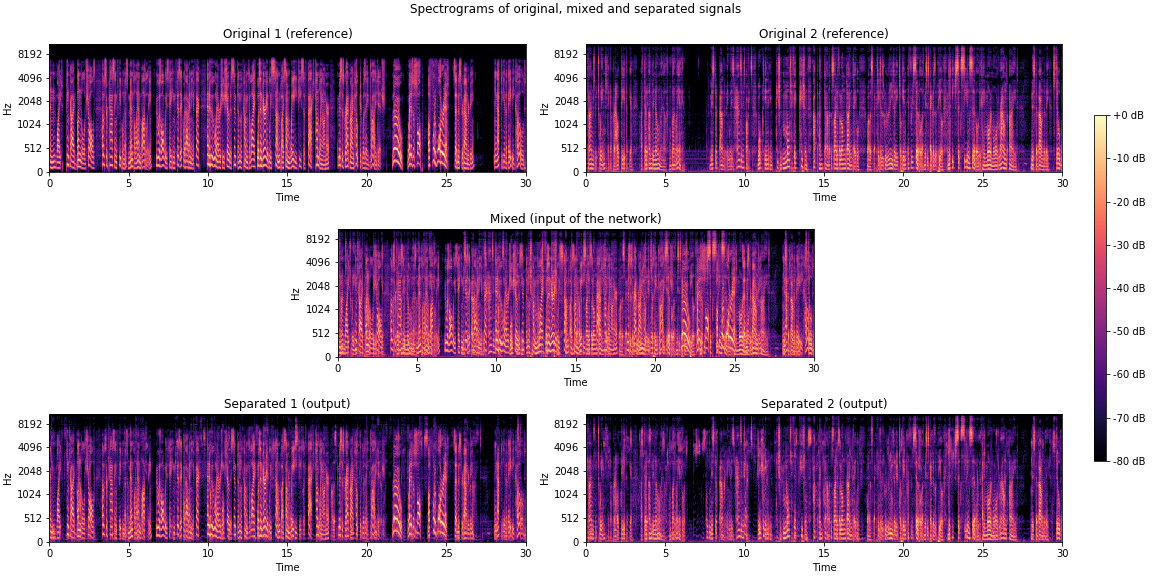 Spectrograms of original, mixed and separated signals
Original 1 (reference)
8192
4096
2048
1024
512
0
Hz
0 5 10 15 20 25 30
Time
Original 2 (reference)
8192
4096
2048
1024
512
0
Hz
0 5 10 15 20 25 30
Time
Mixed (input of the network)
8192
4096
2048
1024
512
0
Hz
0 5 10 15 20 25 30
Time
Separated 1 (output)
8192
4096
2048
1024
512
0
Hz
0 5 10 15 20 25 30
Time
Separated 2 (output)
8192
4096
2048
1024
512
0
Hz
0 5 10 15 20 25 30
Time
+0 dB
-10 dB
-20 dB
-30 dB
-40 dB
-50 dB
-60 dB
-70 dB
-80 dB